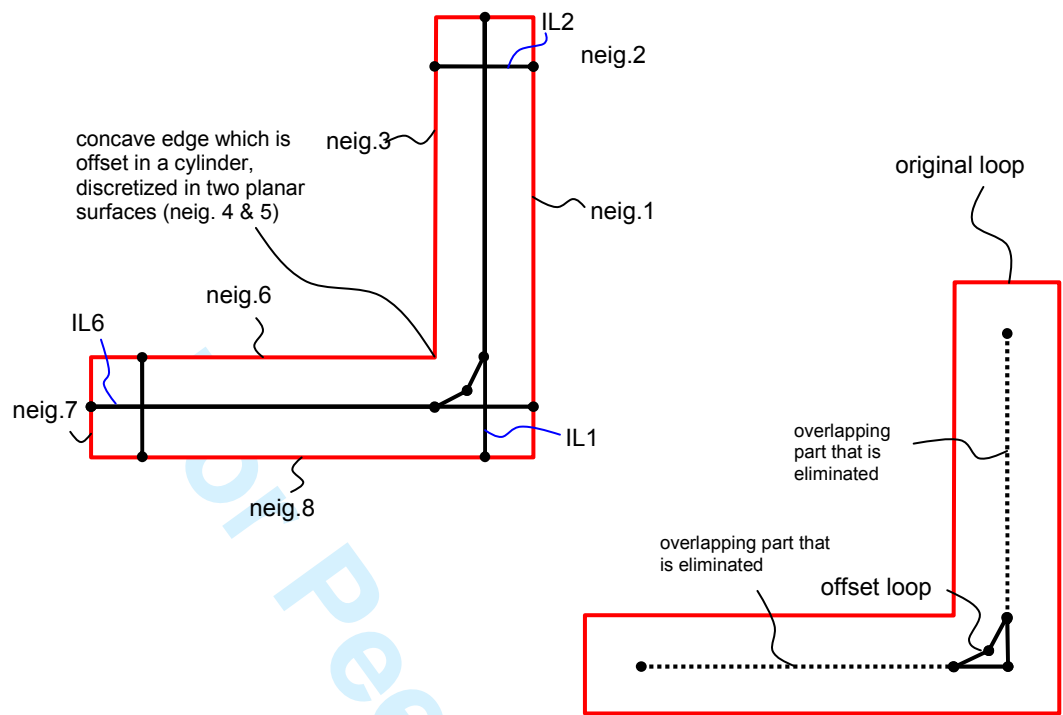 IL2
neig.2
concave edge which is
offset in a cylinder,
discretized in two planar
surfaces (neig. 4 & 5)
neig.3
neig.1
original loop
neig.6
IL6
neig.7
IL1
neig.8
overlapping
part that is
eliminated
overlapping part that
is eliminated
offset loop